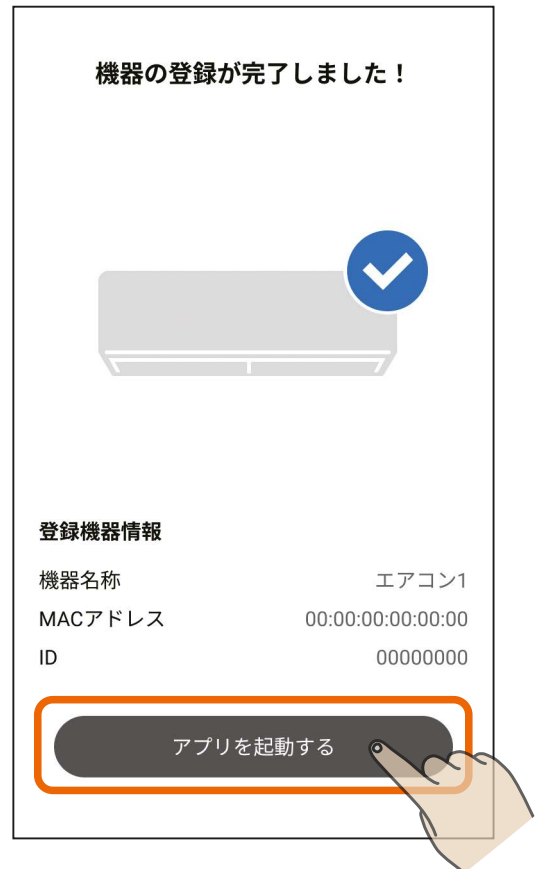 機器の登録が完了しました！
登録機器情報
機器名称 エアコン1
MACアドレス 00:00:00:00:00:00
ID 00000000
アプリを起動する